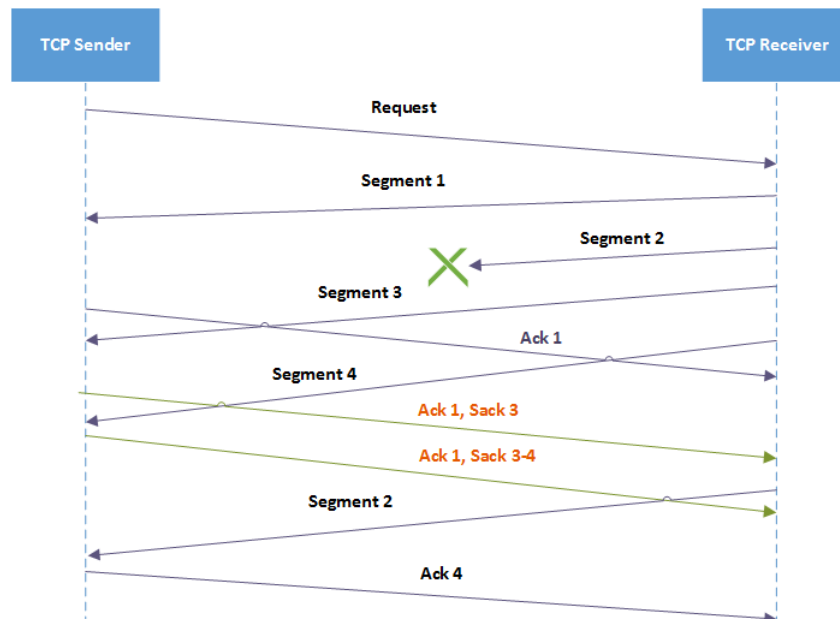 TCP Sender
TCP Receiver
Request
Segment 1
Segment 2
Segment 3
Ack 1
Segment 4
Ack 1, Sack 3
Ack 1, Sack 3-4
Segment 2
Ack 4